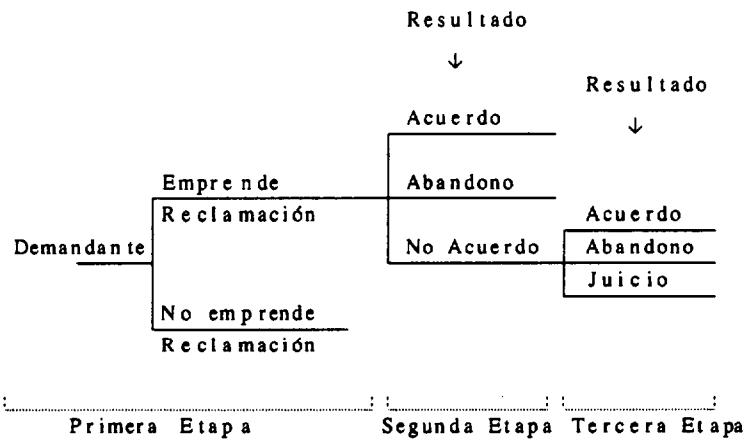 Resultado
↓
Resultado
↓
Acuerdo
Emprende
Abandono
Reclamación
Acuerdo
Demandante
No Acuerdo
Abandono
Juicio
No emprende
Reclamación
Primera Etapa
Segunda Etapa
Tercera Etapa